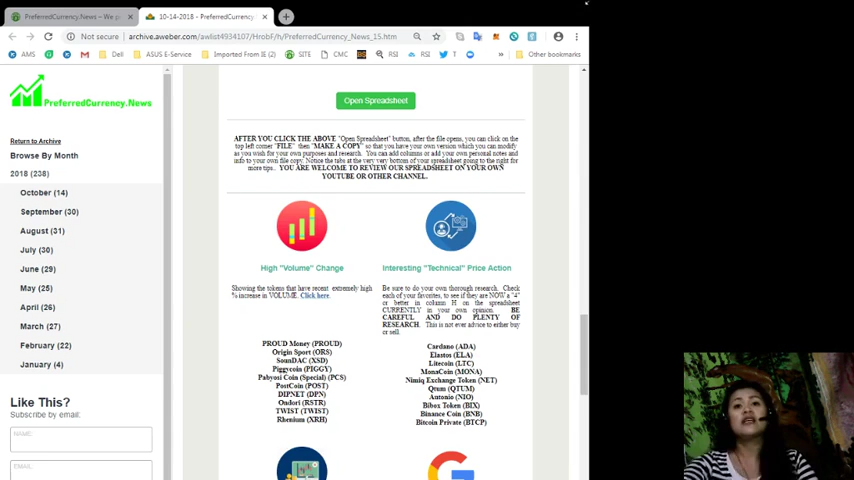 PreferredCurrency.News – We p
10-14-2018 - PreferredCurrency
Not secure | archive.aweber.com/awlist4934107/HrobF/h/PreferredCurrency_News_15.htm
AMS
Dell
ASUS E-Service
Imported From IE (2)
SITE
CMC
RSI
RSI
T
»
Other bookmarks
PreferredCurrency.News
Return to Archive
Browse By Month
2018 (238)
October (14)
September (30)
August (31)
July (30)
June (29)
May (25)
April (26)
March (27)
February (22)
January (4)
Like This?
Subscribe by email:
NAME:
EMAIL
Open Spreadsheet
AFTER YOU CLICK THE ABOVE "Open Spreadsheet" button, after the file opens, you can click on the
top left corner "FILE" then "MAKE A COPY" so that you have your own version which you can modify
as you wish for your own purposes and research. You can add columns or add your own personal notes and
info to your own file copy. Notice the tabs at the very very bottom of your spreadsheet going to the right for
more tips.. YOU ARE WELCOME TO REVIEW OUR SPREADSHEET ON YOUR OWN
YOUTUBE OR OTHER CHANNEL.
High "Volume" Change
Showing the tokens that have recent extremely high
% increase in VOLUME. Click here.
PROUD Money (PROUD)
Origin Sport (ORS)
SounDAC (XSD)
Piggycoin (PIGGY)
Pabyosi Coin (Special) (PCS)
PostCoin (POST)
DIPNET (DPN)
Ondori (RSTR)
TWIST (TWIST)
Rhenium (XRH)
Interesting "Technical" Price Action
Be sure to do your own thorough research. Check
each of your favorites, to see if they are NOW a "4"
or better in column H on the spreadsheet
CURRENTLY in your own opinion. BE
CAREFUL AND DO PLENTY OF
RESEARCH. This is not ever advice to either buy
or sell.
Cardano (ADA)
Elastos (ELA)
Litecoin (LTC)
MonaCoin (MONA)
Nimiq Exchange Token (NET)
Qtum (QTUM)
Autonio (NIO)
Bibox Token (BIX)
Binance Coin (BNB)
Bitcoin Private (BTCP)